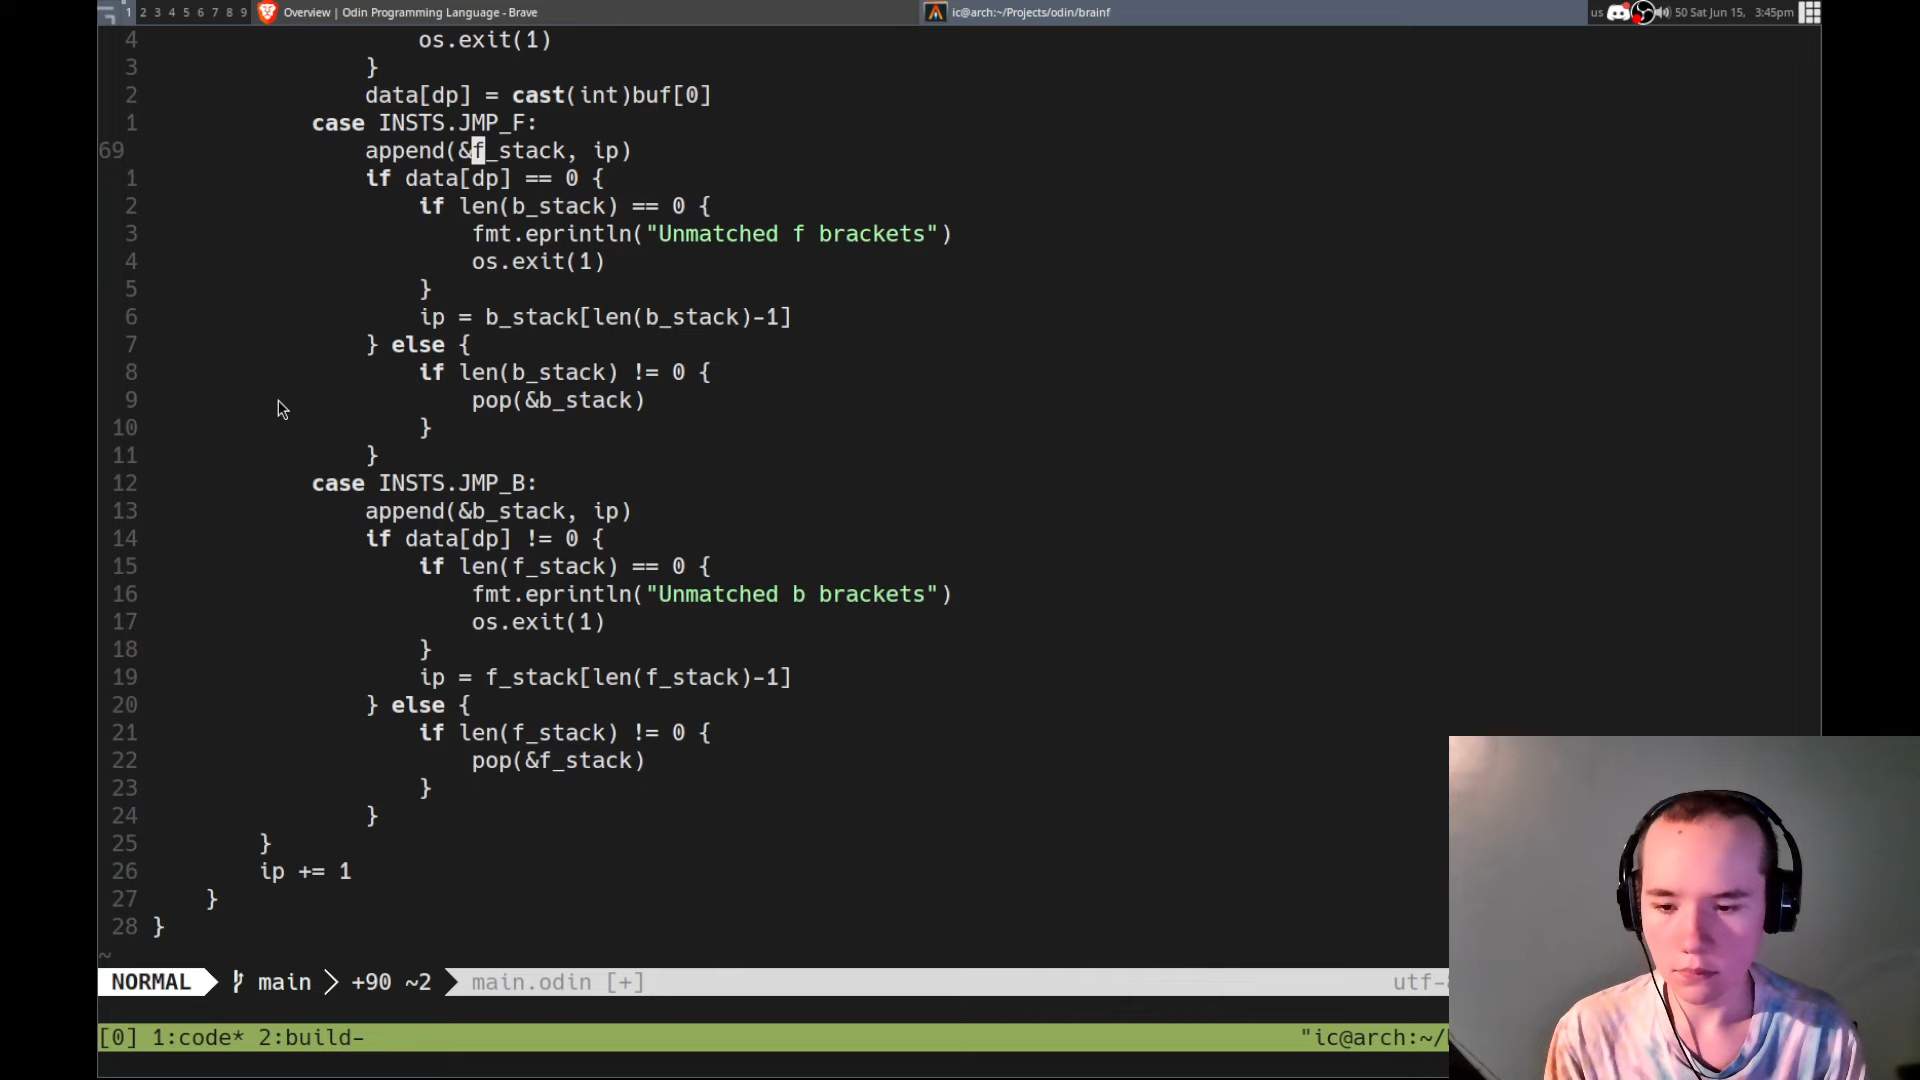 1 2 3 4 5 6 7 8 9 Overview | Odin Programming Language - Brave ic@arch:~/Projects/odin/brainf us 50 Sat Jun 15, 3:45pm
4 os.exit(1)
3 }
2 data[dp] = cast(int)buf[0]
1 case INSTS.JMP_F:
69 append(&f_stack, ip)
1 if data[dp] == 0 {
2 if len(b_stack) == 0 {
3 fmt.eprintln("Unmatched f brackets")
4 os.exit(1)
5 }
6 ip = b_stack[len(b_stack)-1]
7 } else {
8 if len(b_stack) != 0 {
9 pop(&b_stack)
10 }
11 }
12 case INSTS.JMP_B:
13 append(&b_stack, ip)
14 if data[dp] != 0 {
15 if len(f_stack) == 0 {
16 fmt.eprintln("Unmatched b brackets")
17 os.exit(1)
18 }
19 ip = f_stack[len(f_stack)-1]
20 } else {
21 if len(f_stack) != 0 {
22 pop(&f_stack)
23 }
24 }
25 }
26 ip += 1
27 }
28 }
~
NORMAL main +90 ~2 main.odin [+] utf-
[0] 1:code* 2:build- "ic@arch:~/